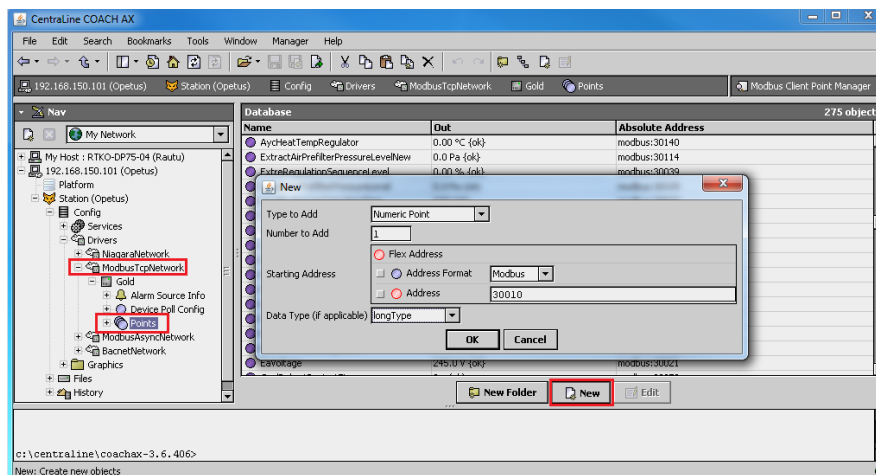 CentraLine COACH AX
File Edit Search Bookmarks Tools Window Manager Help
192.168.150.101 (Opetus) Station (Opetus) Config Drivers ModbusTcpNetwork Gold Points Modbus Client Point Manager
Nav
My Network
My Host : RTKO-DP75-04 (Rautu)
192.168.150.101 (Opetus)
Platform
Station (Opetus)
Config
Services
Drivers
NiagaraNetwork
ModbusTcpNetwork
Gold
Alarm Source Info
Device Poll Config
Points
ModbusAsyncNetwork
BacnetNetwork
Graphics
Files
History
Database 275 object
Name Out Absolute Address
AycHeatTempRegulator 0.00 °C {ok} modbus:30140
ExtractAirPrefilterPressureLevelNew 0.0 Pa {ok} modbus:30114
ExtreRegulationSequenceLevel 0.00 % {ok} modbus:30039
New
Type to Add Numeric Point
Number to Add 1
Flex Address
Starting Address Address Format Modbus
Address 30010
Data Type (if applicable) longType
OK Cancel
EaVoltage 245.0 V {ok} modbus:30021
New Folder New Edit
c:\centraline\coachax-3.6.406>
New: Create new objects